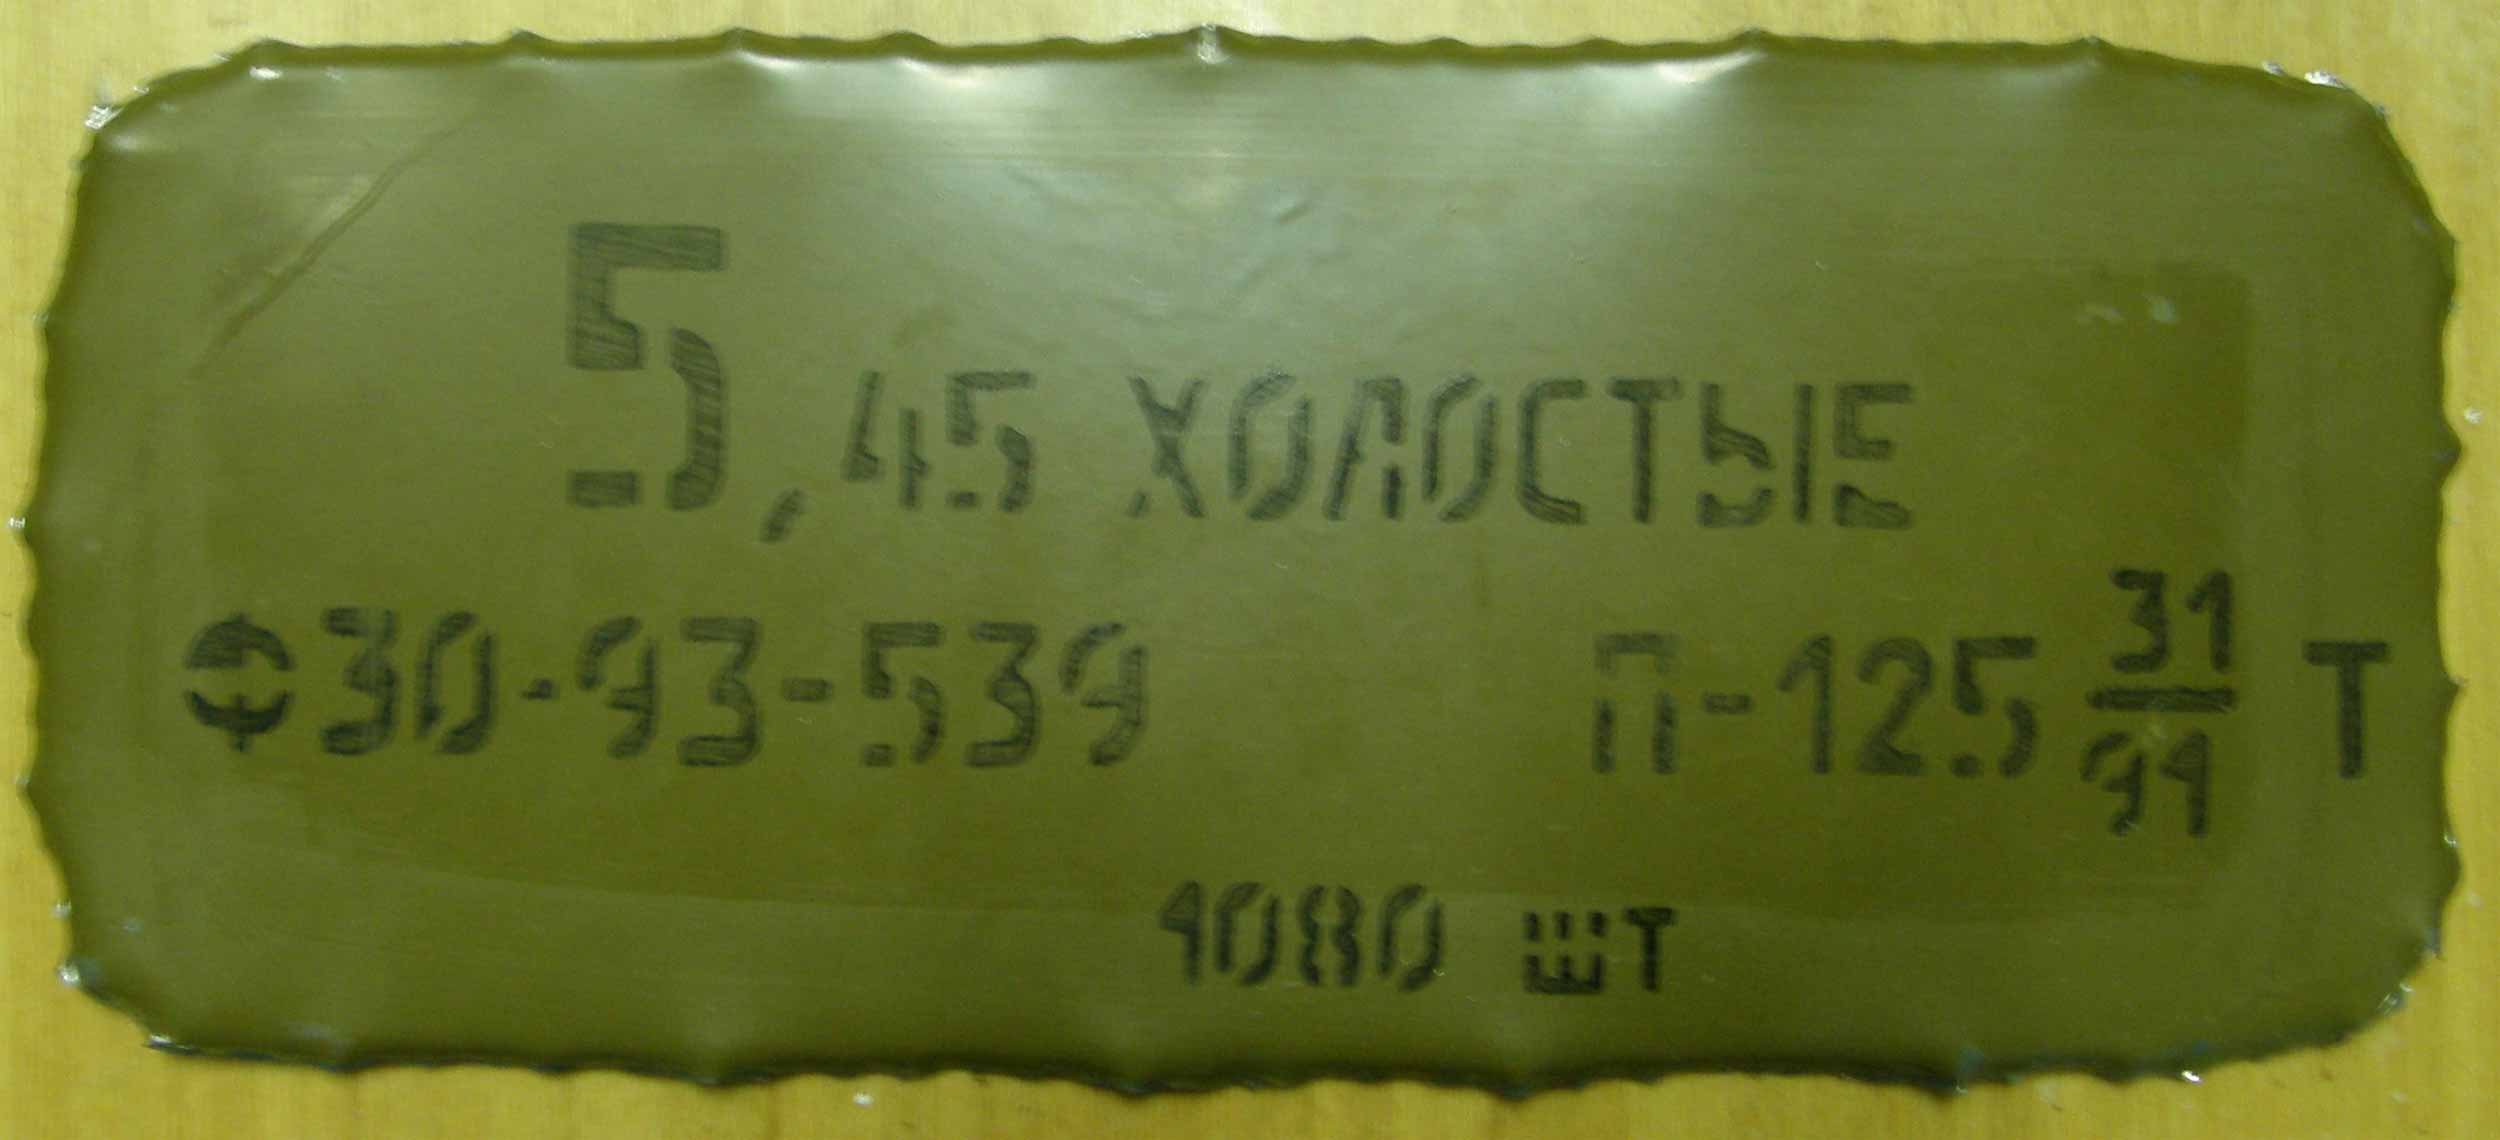 5,45 ХОЛОСТЫЕ
Ф30-93-539 П-125 31/91 Т
1080 шт